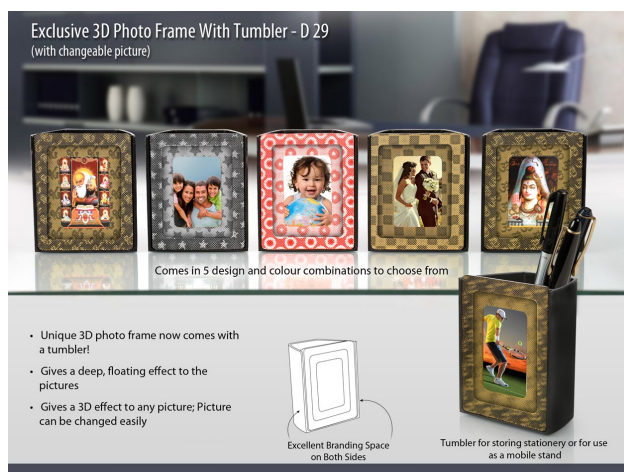 Exclusive 3D Photo Frame With Tumbler - D 29
(with changeable picture)
Comes in 5 design and colour combinations to choose from
• Unique 3D photo frame now comes with
a tumbler!
• Gives a deep, floating effect to the
pictures
• Gives a 3D effect to any picture; Picture
can be changed easily
Excellent Branding Space
on Both Sides
Tumbler for storing stationery or for use
as a mobile stand